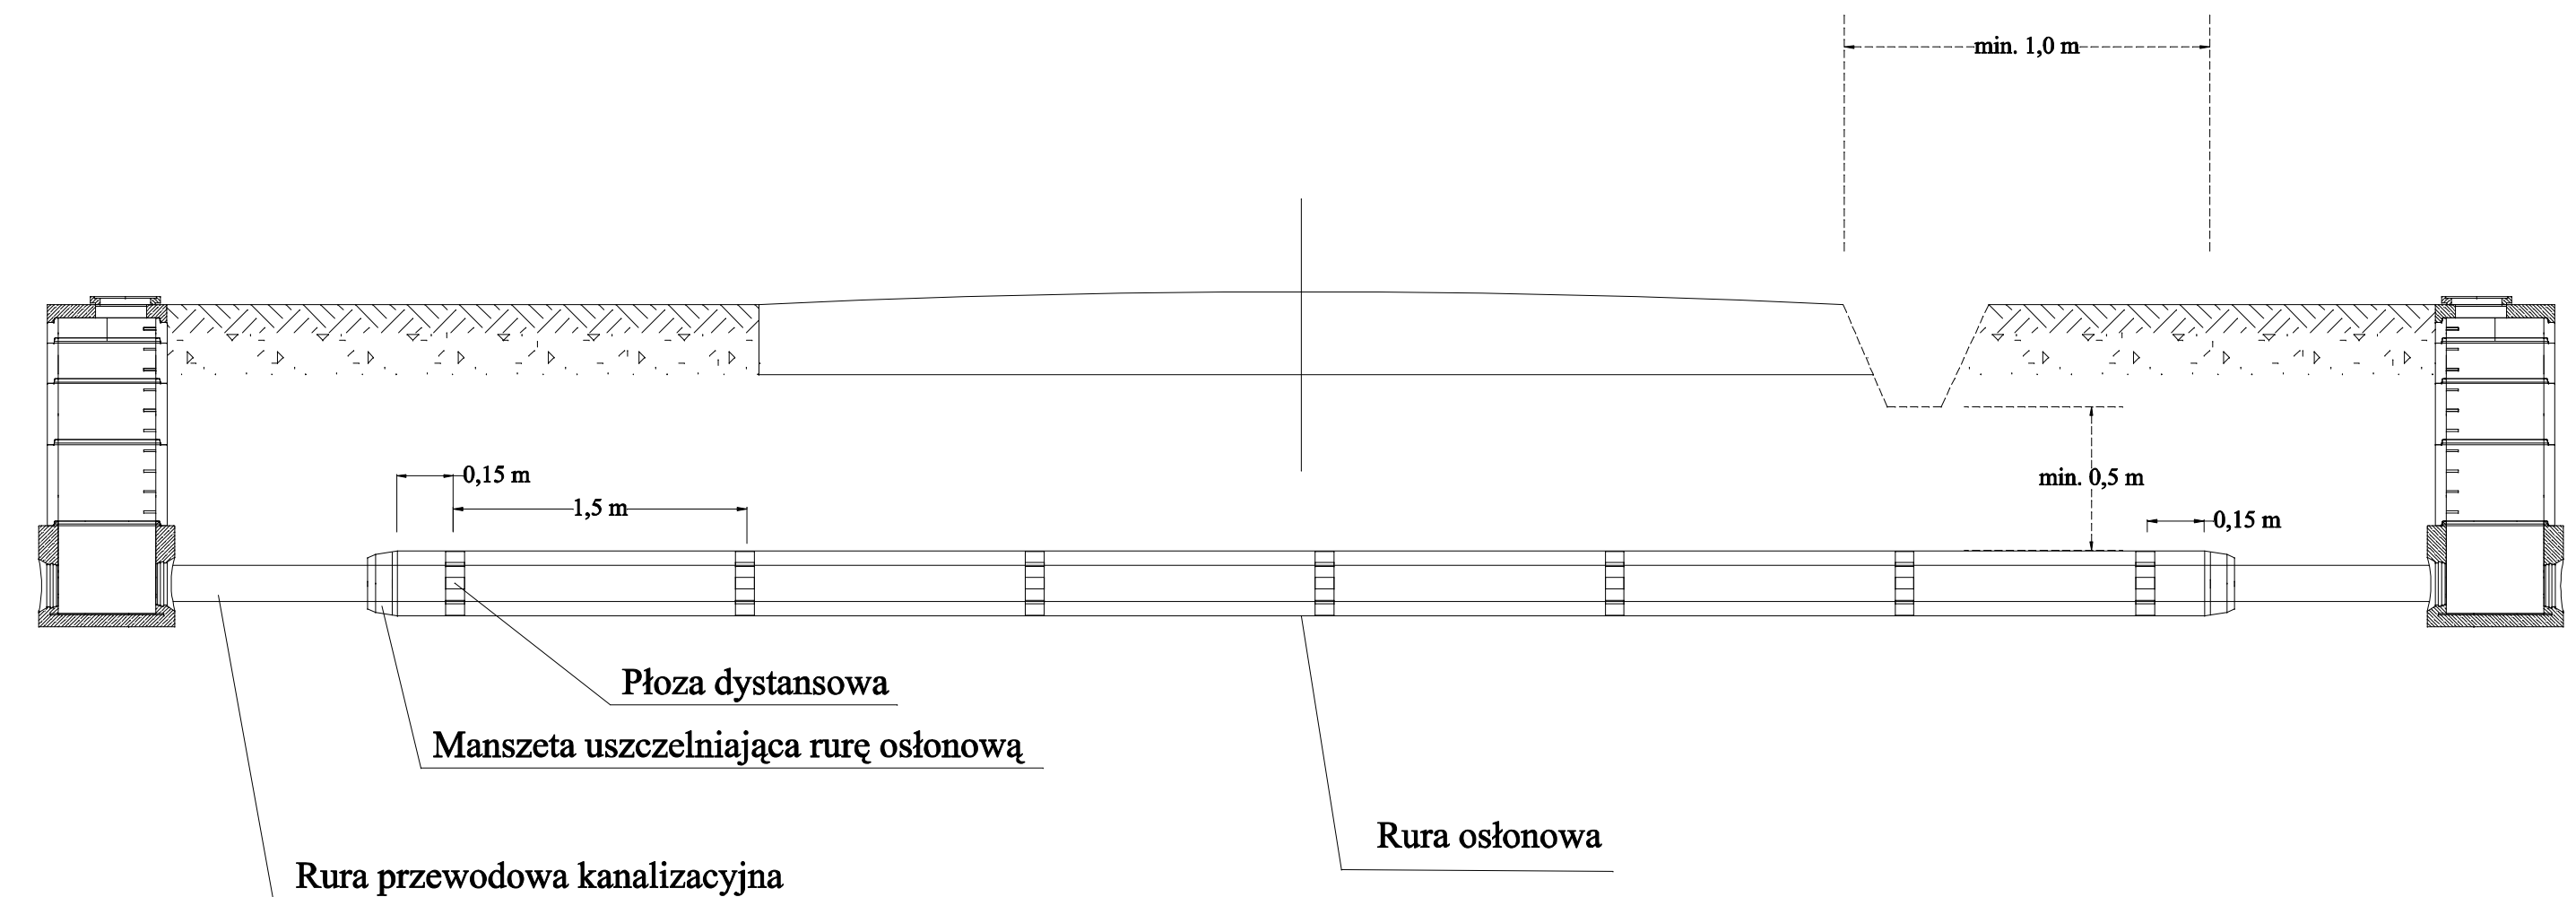 min. 1,0 m
0,15 m
1,5 m
min. 0,5 m
0,15 m
Płoza dystansowa
Manszeta uszczelniająca rurę osłonową
Rura osłonowa
Rura przewodowa kanalizacyjna